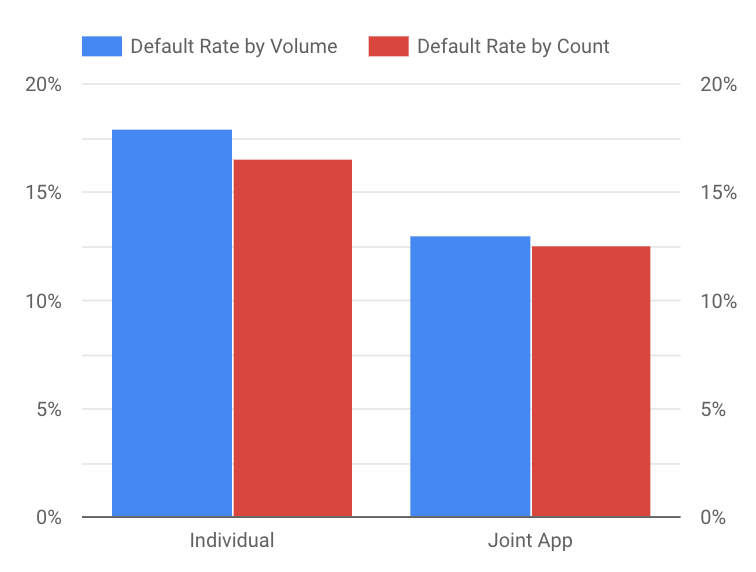 Default Rate by Volume Default Rate by Count
20% 20%
15% 15%
10% 10%
5% 5%
0% 0%
Individual Joint App